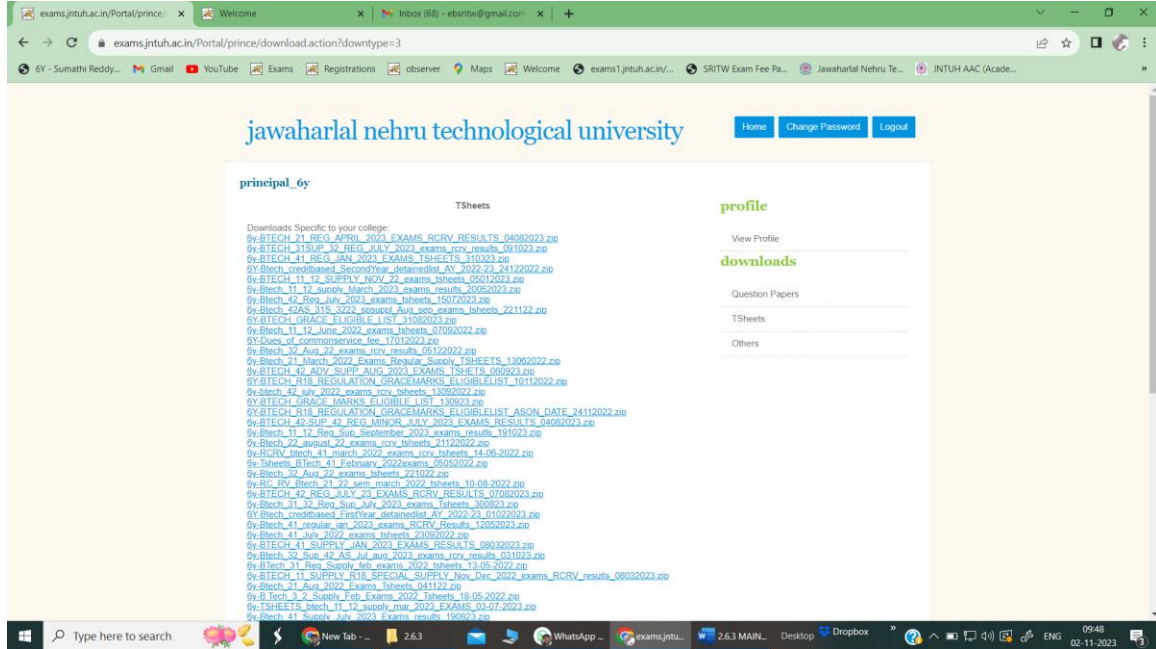 exams.jntuh.ac.in/Portal/prince/
Welcome
Inbox (68) - ebsritw@gmail.com
exams.jntuh.ac.in/Portal/prince/download.action?downtype=3
6Y - Sumathi Reddy... Gmail YouTube Exams Registrations observer Maps Welcome exams1.jntuh.ac.in/... SRITW Exam Fee Pa... Jawaharlal Nehru Te... JNTUH AAC (Acade...
jawaharlal nehru technological university
Home Change Password Logout
principal_6y
TSheets
Downloads Specific to your college:
6y-BTECH_21_REG_APRIL_2023_EXAMS_RCRV_RESULTS_04082023.zip
6y-BTECH_31SUP_32_REG_JULY_2023_exams_rcrv_results_091023.zip
6y-BTECH_41_REG_JAN_2023_EXAMS_TSHEETS_310323.zip
6Y-Btech_creditbased_SecondYear_detainedlist_AY_2022-23_24122022.zip
6y-BTECH_11_12_SUPPLY_NOV_22_exams_tsheets_05012023.zip
6y-Btech_11_12_supply_March_2023_exams_results_20052023.zip
6y-Btech_42_Reg_July_2023_exams_tsheets_15072023.zip
6y-Btech_42AS_31S_3222_spsuppl_Aug_sep_exams_tsheets_221122.zip
6Y-BTECH_GRACE_ELIGIBLE_LIST_31082023.zip
6y-Btech_11_12_June_2022_exams_tsheets_07092022.zip
6Y-Dues_of_commonservice_fee_17012023.zip
6y-Btech_32_Aug_22_exams_rcrv_results_05122022.zip
6y-Btech_21_March_2022_Exams_Regular_Supply_TSHEETS_13062022.zip
6y-BTECH_42_ADV_SUPP_AUG_2023_EXAMS_TSHETS_060923.zip
6Y-BTECH_R18_REGULATION_GRACEMARKS_ELIGIBLELIST_10112022.zip
6y-btech_42_july_2022_exams_rcrv_tsheets_13092022.zip
6Y-BTECH_GRACE_MARKS_ELIGIBLE_LIST_130923.zip
6Y-BTECH_R18_REGULATION_GRACEMARKS_ELIGIBLELIST_ASON_DATE_24112022.zip
6y-BTECH_42-SUP_42_REG_MINOR_JULY_2023_EXAMS_RESULTS_04082023.zip
6y-Btech_11_12_Reg_Sup_September_2023_exams_resutls_191023.zip
6y-Btech_22_august_22_exams_rcrv_tsheets_21122022.zip
6y-RCRV_btech_41_march_2022_exams_rcrv_tsheets_14-06-2022.zip
6y-Tsheets_BTech_41_February_2022exams_05052022.zip
6y-Btech_32_Aug_22_exams_tsheets_221022.zip
6y-RC_RV_Btech_21_22_sem_march_2022_tsheets_10-08-2022.zip
6y-BTECH_42_REG_JULY_23_EXAMS_RCRV_RESULTS_07082023.zip
6y-Btech_31_32_Reg_Sup_July_2023_exams_Tsheets_300823.zip
6Y-Btech_creditbased_FirstYear_detainedlist_AY_2022-23_01022023.zip
6y-Btech_41_regular_jan_2023_exams_RCRV_Results_12052023.zip
6y-Btech_41_July_2022_exams_tsheets_23092022.zip
6y-BTECH_41_SUPPLY_JAN_2023_EXAMS_RESULTS_08032023.zip
6y-Btech_32_Sup_42_AS_Jul_aug_2023_exams_rcrv_results_031023.zip
6y-BTech_31_Reg_Supply_feb_exams_2022_tsheets_13-05-2022.zip
6y-BTECH_11_SUPPLY_R18_SPECIAL_SUPPLY_Nov_Dec_2022_exams_RCRV_resutls_08032023.zip
6y-Btech_21_Aug_2022_Exams_Tsheets_041122.zip
6y-B.Tech_3_2_Supply_Feb_Exams_2022_Tsheets_18-05-2022.zip
6y-TSHEETS_btech_11_12_supply_mar_2023_EXAMS_03-07-2023.zip
6y-Btech_41_Supply_July_2023_Exams_results_190823.zip
profile
View Profile
downloads
Question Papers
TSheets
Others
Type here to search
New Tab - ... 2.6.3 WhatsApp ... exams.jntu... 2.6.3 MAIN... Desktop Dropbox ENG
09:48
02-11-2023